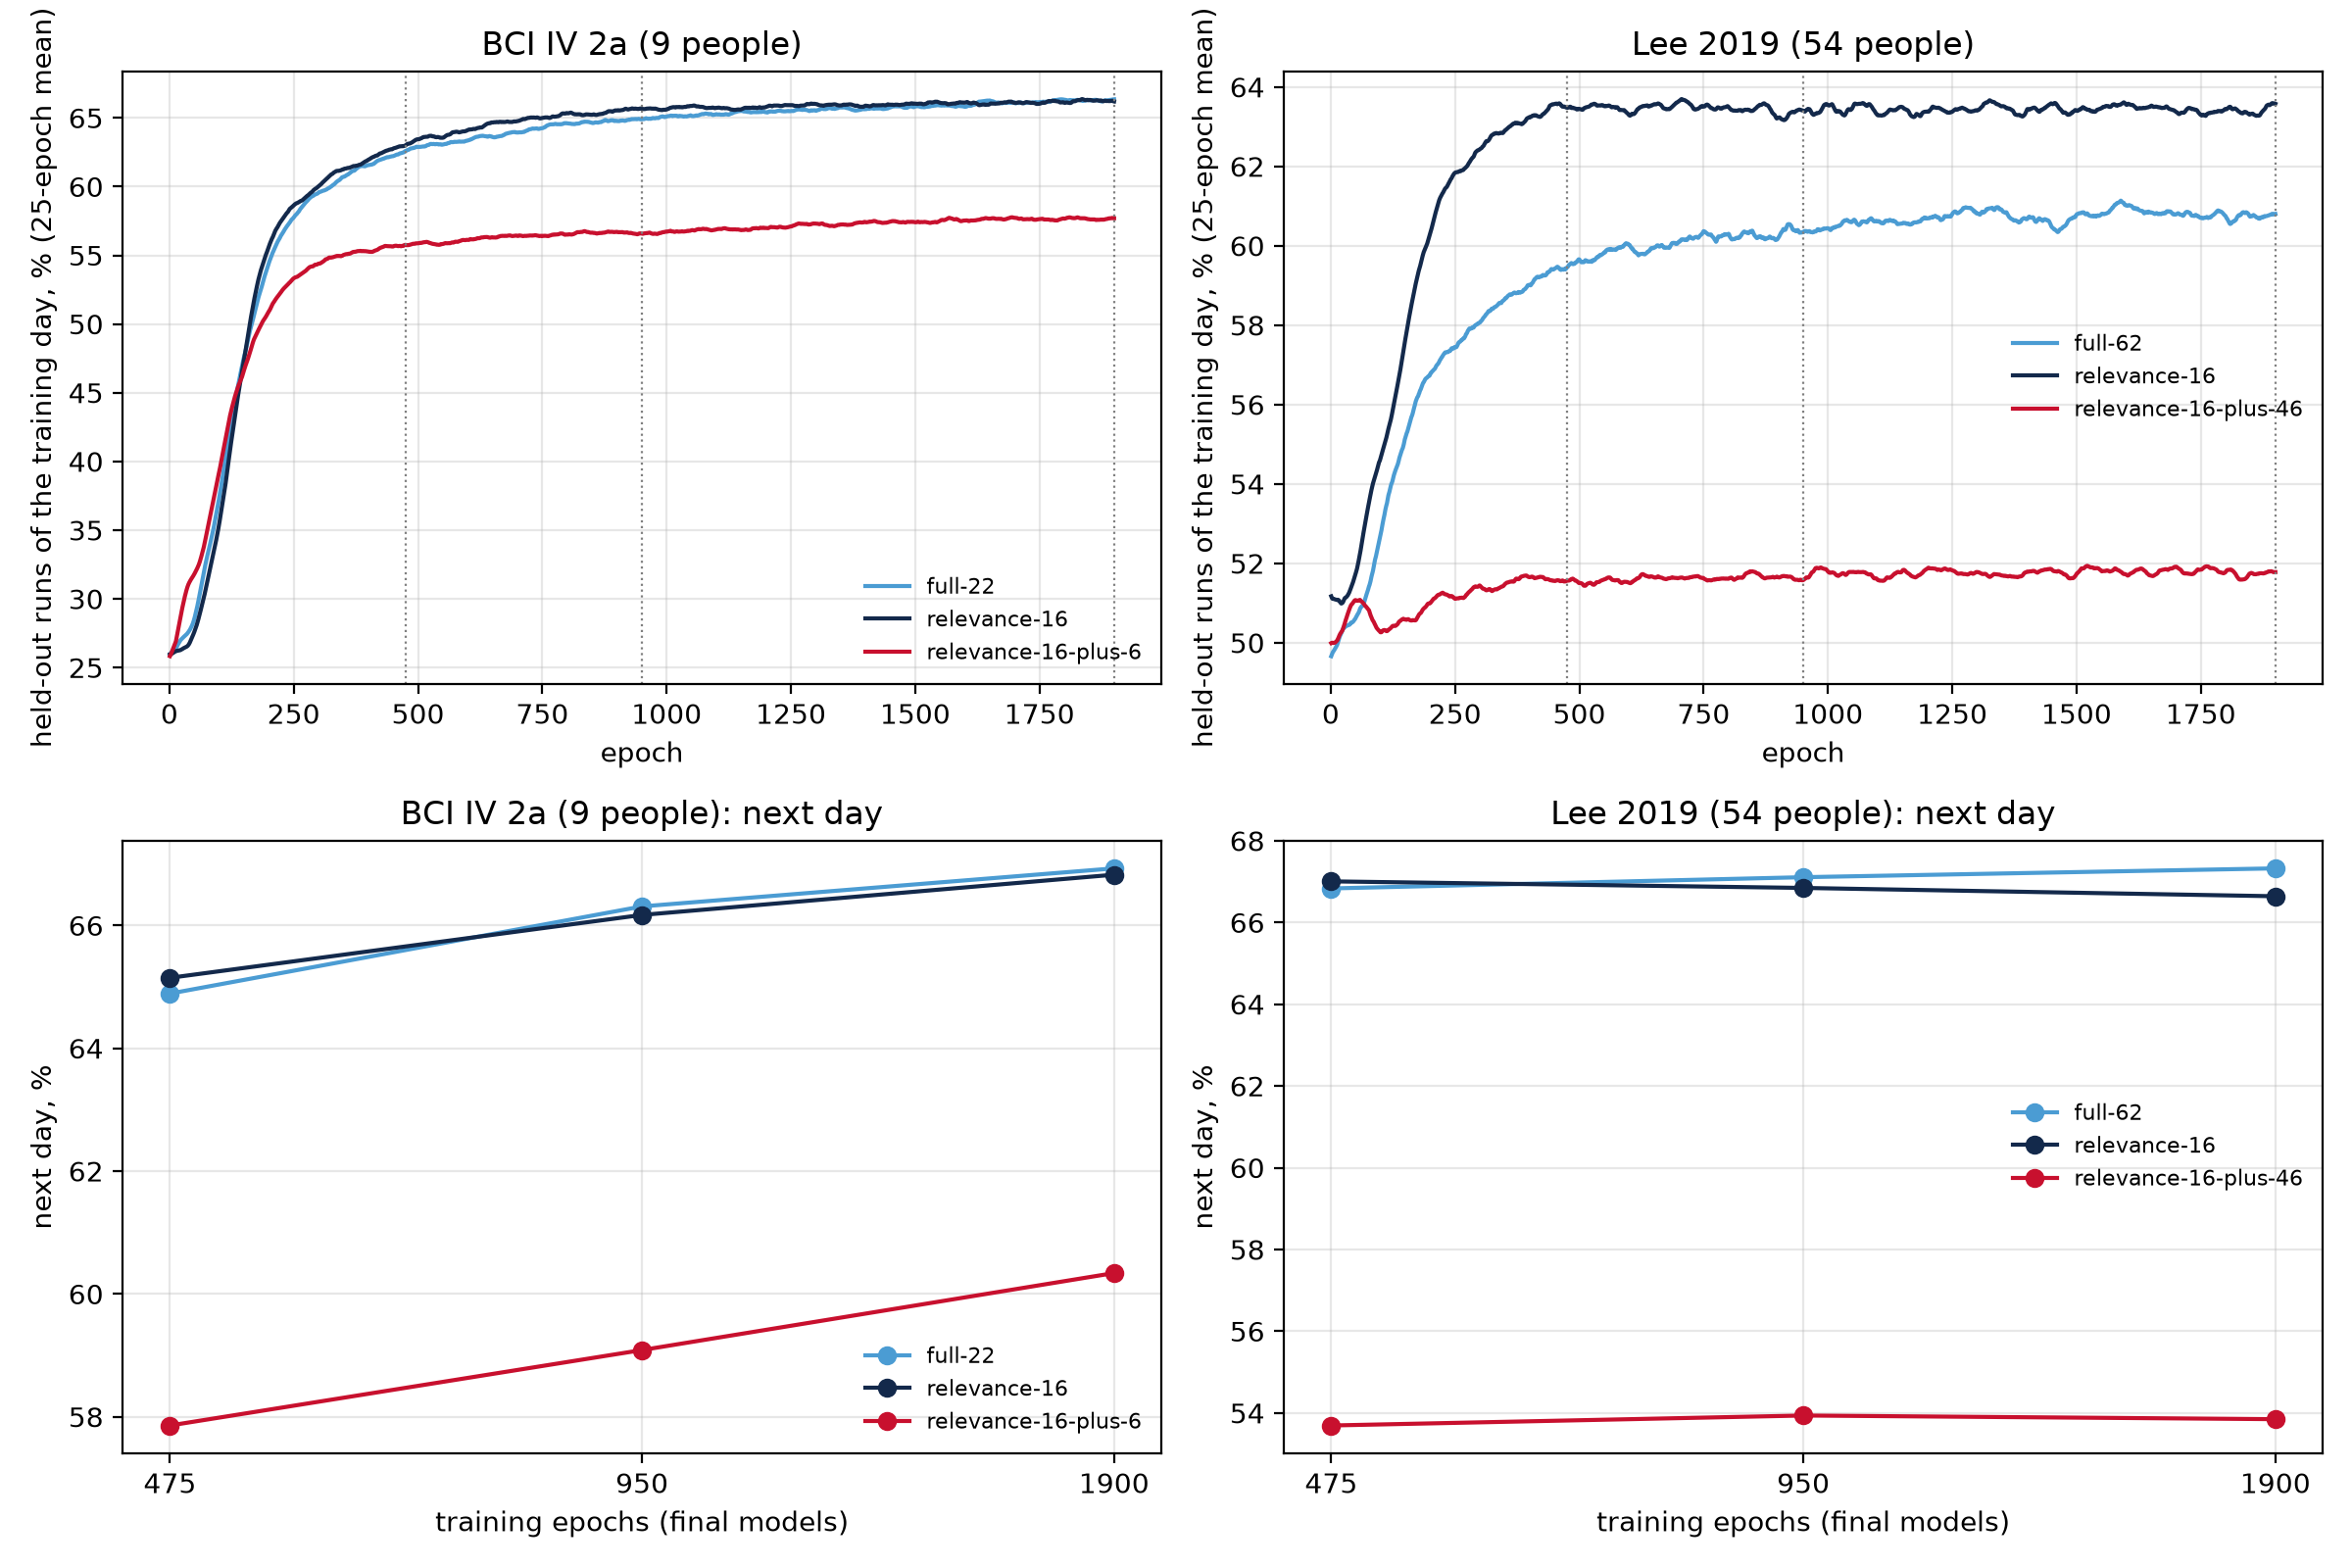 BCI IV 2a (9 people)
held-out runs of the training day, % (25-epoch mean)
65
60
55
50
45
40
35
30
25
full-22
relevance-16
relevance-16-plus-6
0 250 500 750 1000 1250 1500 1750
epoch
Lee 2019 (54 people)
held-out runs of the training day, % (25-epoch mean)
64
62
60
58
56
54
52
50
full-62
relevance-16
relevance-16-plus-46
0 250 500 750 1000 1250 1500 1750
epoch
BCI IV 2a (9 people): next day
next day, %
66
64
62
60
58
full-22
relevance-16
relevance-16-plus-6
475 950 1900
training epochs (final models)
Lee 2019 (54 people): next day
next day, %
68
66
64
62
60
58
56
54
full-62
relevance-16
relevance-16-plus-46
475 950 1900
training epochs (final models)